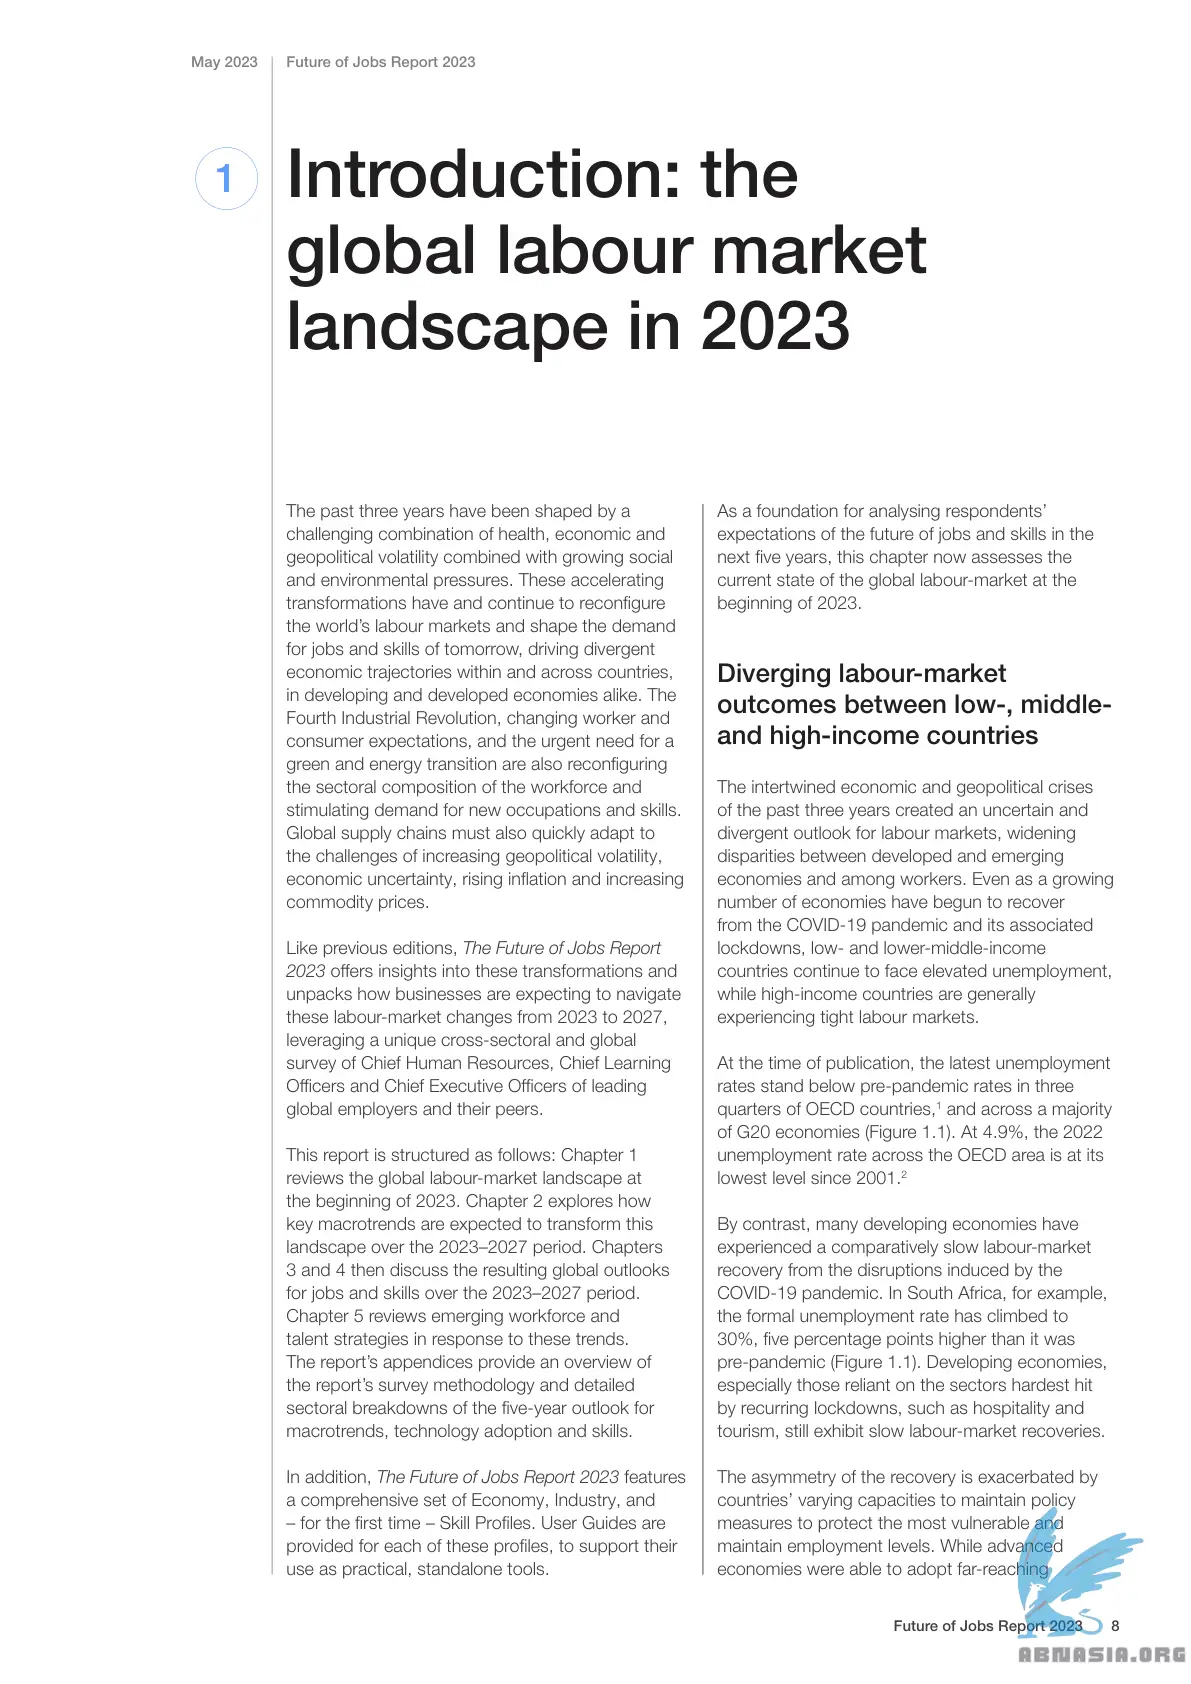 May 2023
Future of Jobs Report 2023
1
Introduction: the
global labour market
landscape in 2023
The past three years have been shaped by a
challenging combination of health, economic and
geopolitical volatility combined with growing social
and environmental pressures. These accelerating
transformations have and continue to reconfigure
the world’s labour markets and shape the demand
for jobs and skills of tomorrow, driving divergent
economic trajectories within and across countries,
in developing and developed economies alike. The
Fourth Industrial Revolution, changing worker and
consumer expectations, and the urgent need for a
green and energy transition are also reconfiguring
the sectoral composition of the workforce and
stimulating demand for new occupations and skills.
Global supply chains must also quickly adapt to
the challenges of increasing geopolitical volatility,
economic uncertainty, rising inflation and increasing
commodity prices.
Like previous editions, The Future of Jobs Report
2023 offers insights into these transformations and
unpacks how businesses are expecting to navigate
these labour-market changes from 2023 to 2027,
leveraging a unique cross-sectoral and global
survey of Chief Human Resources, Chief Learning
Officers and Chief Executive Officers of leading
global employers and their peers.
This report is structured as follows: Chapter 1
reviews the global labour-market landscape at
the beginning of 2023. Chapter 2 explores how
key macrotrends are expected to transform this
landscape over the 2023–2027 period. Chapters
3 and 4 then discuss the resulting global outlooks
for jobs and skills over the 2023–2027 period.
Chapter 5 reviews emerging workforce and
talent strategies in response to these trends.
The report’s appendices provide an overview of
the report’s survey methodology and detailed
sectoral breakdowns of the five-year outlook for
macrotrends, technology adoption and skills.
In addition, The Future of Jobs Report 2023 features
a comprehensive set of Economy, Industry, and
– for the first time – Skill Profiles. User Guides are
provided for each of these profiles, to support their
use as practical, standalone tools.
As a foundation for analysing respondents’
expectations of the future of jobs and skills in the
next five years, this chapter now assesses the
current state of the global labour-market at the
beginning of 2023.
Diverging labour-market
outcomes between low-, middle-
and high-income countries
The intertwined economic and geopolitical crises
of the past three years created an uncertain and
divergent outlook for labour markets, widening
disparities between developed and emerging
economies and among workers. Even as a growing
number of economies have begun to recover
from the COVID-19 pandemic and its associated
lockdowns, low- and lower-middle-income
countries continue to face elevated unemployment,
while high-income countries are generally
experiencing tight labour markets.
At the time of publication, the latest unemployment
rates stand below pre-pandemic rates in three
quarters of OECD countries,¹ and across a majority
of G20 economies (Figure 1.1). At 4.9%, the 2022
unemployment rate across the OECD area is at its
lowest level since 2001.²
By contrast, many developing economies have
experienced a comparatively slow labour-market
recovery from the disruptions induced by the
COVID-19 pandemic. In South Africa, for example,
the formal unemployment rate has climbed to
30%, five percentage points higher than it was
pre-pandemic (Figure 1.1). Developing economies,
especially those reliant on the sectors hardest hit
by recurring lockdowns, such as hospitality and
tourism, still exhibit slow labour-market recoveries.
The asymmetry of the recovery is exacerbated by
countries’ varying capacities to maintain policy
measures to protect the most vulnerable and
maintain employment levels. While advanced
economies were able to adopt far-reaching
Future of Jobs Report 2023 8
ABNASIA.ORG